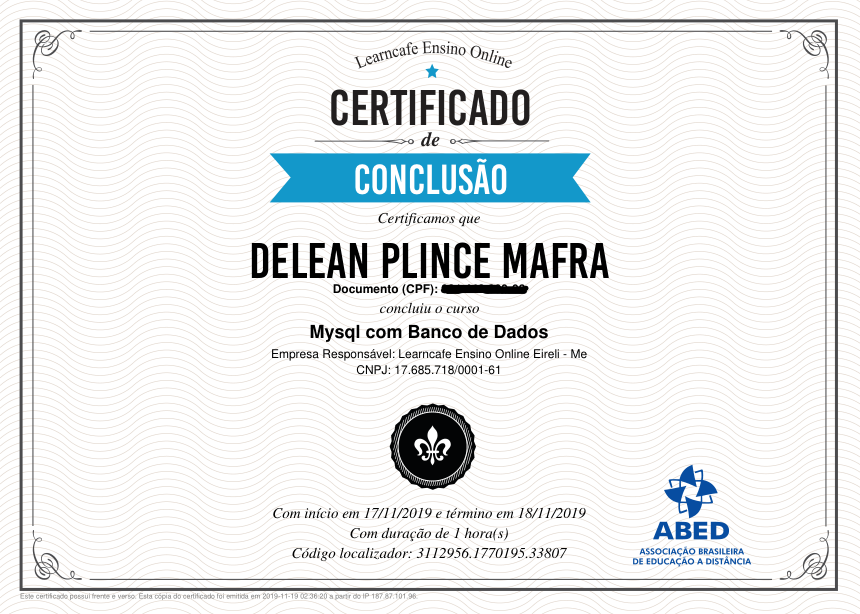 Learncafe Ensino Online
CERTIFICADO
de
CONCLUSÃO
Certificamos que
DELEAN PLINCE MAFRA
Documento (CPF):
concluiu o curso
Mysql com Banco de Dados
Empresa Responsável: Learncafe Ensino Online Eireli - Me
CNPJ: 17.685.718/0001-61
Com início em 17/11/2019 e término em 18/11/2019
Com duração de 1 hora(s)
Código localizador: 3112956.1770195.33807
ABED
ASSOCIAÇÃO BRASILEIRA
DE EDUCAÇÃO A DISTÂNCIA
Este certificado possui frente e verso. Esta cópia do certificado foi emitida em 2019-11-19 02:36:20 a partir do IP 187.87.101.96.